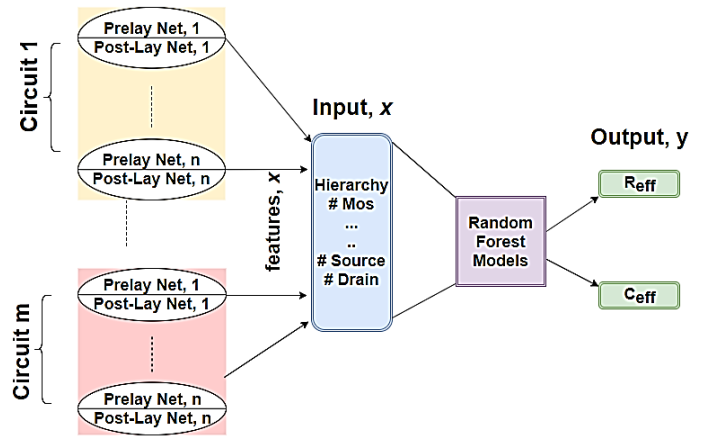 Circuit 1
Prelay Net, 1
Post-Lay Net, 1
Prelay Net, n
Post-Lay Net, n
Circuit m
Prelay Net, 1
Post-Lay Net, 1
Prelay Net, n
Post-Lay Net, n
features, x
Input, x
Hierarchy
# Mos
...
..
# Source
# Drain
Random
Forest
Models
Output, y
Reff
Ceff